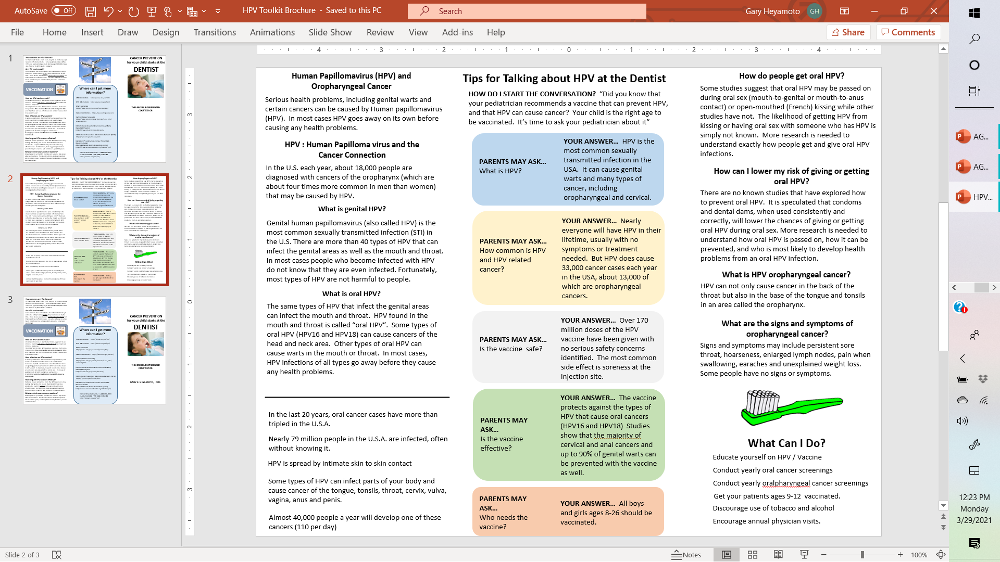 AutoSave Off
HPV Toolkit Brochure - Saved to this PC
Search
Gary Heyamoto GH
File Home Insert Draw Design Transitions Animations Slide Show Review View Add-ins Help
Share Comments
4 3 2 1 0 1 2 3 4
1
CANCER PREVENTION
for your child starts at the
DENTIST
VACCINATION
Where can I get more
information?
THIS BROCHURE PRESENTED
COURTESY OF:
2
3
CANCER PREVENTION
for your child starts at the
DENTIST
VACCINATION
Where can I get more
information?
THIS BROCHURE PRESENTED
COURTESY OF:
GARY E. HEYAMOTO, DDS
Human Papillomavirus (HPV) and
Oropharyngeal Cancer
Serious health problems, including genital warts and
certain cancers can be caused by Human papillomavirus
(HPV). In most cases HPV goes away on its own before
causing any health problems.
HPV : Human Papilloma virus and the
Cancer Connection
In the U.S. each year, about 18,000 people are
diagnosed with cancers of the oropharynx (which are
about four times more common in men than women)
that may be caused by HPV.
What is genital HPV?
Genital human papillomavirus (also called HPV) is the
most common sexually transmitted infection (STI) in
the U.S. There are more than 40 types of HPV that can
infect the genital areas as well as the mouth and throat.
In most cases people who become infected with HPV
do not know that they are even infected. Fortunately,
most types of HPV are not harmful to people.
What is oral HPV?
The same types of HPV that infect the genital areas
can infect the mouth and throat. HPV found in the
mouth and throat is called “oral HPV”. Some types of
oral HPV (HPV16 and HPV18) can cause cancers of the
head and neck area. Other types of oral HPV can
cause warts in the mouth or throat. In most cases,
HPV infections of all types go away before they cause
any health problems.
In the last 20 years, oral cancer cases have more than
tripled in the U.S.A.
Nearly 79 million people in the U.S.A. are infected, often
without knowing it.
HPV is spread by intimate skin to skin contact
Some types of HPV can infect parts of your body and
cause cancer of the tongue, tonsils, throat, cervix, vulva,
vagina, anus and penis.
Almost 40,000 people a year will develop one of these
cancers (110 per day)
Tips for Talking about HPV at the Dentist
HOW DO I START THE CONVERSATION? “Did you know that
your pediatrician recommends a vaccine that can prevent HPV,
and that HPV can cause cancer? Your child is the right age to
be vaccinated. It’s time to ask your pediatrician about it”
PARENTS MAY ASK…
What is HPV?
YOUR ANSWER… HPV is the
most common sexually
transmitted infection in the
USA. It can cause genital
warts and many types of
cancer, including
oropharyngeal and cervical.
PARENTS MAY ASK…
How common is HPV
and HPV related
cancer?
YOUR ANSWER… Nearly
everyone will have HPV in their
lifetime, usually with no
symptoms or treatment
needed. But HPV does cause
33,000 cancer cases each year
in the USA, about 13,000 of
which are oropharyngeal
cancers.
PARENTS MAY ASK…
Is the vaccine safe?
YOUR ANSWER… Over 170
million doses of the HPV
vaccine have been given with
no serious safety concerns
identified. The most common
side effect is soreness at the
injection site.
PARENTS MAY
ASK…
Is the vaccine
effective?
YOUR ANSWER… The vaccine
protects against the types of
HPV that cause oral cancers
(HPV16 and HPV18) Studies
show that the majority of
cervical and anal cancers and
up to 90% of genital warts can
be prevented with the vaccine
as well.
PARENTS MAY
ASK…
Who needs the
vaccine?
YOUR ANSWER… All boys
and girls ages 8-26 should be
vaccinated.
How do people get oral HPV?
Some studies suggest that oral HPV may be passed on
during oral sex (mouth-to-genital or mouth-to-anus
contact) or open-mouthed (French) kissing while other
studies have not. The likelihood of getting HPV from
kissing or having oral sex with someone who has HPV is
simply not known. More research is needed to
understand exactly how people get and give oral HPV
infections.
How can I lower my risk of giving or getting
oral HPV?
There are no known studies that have explored how
to prevent oral HPV. It is speculated that condoms
and dental dams, when used consistently and
correctly, will lower the chances of giving or getting
oral HPV during oral sex. More research is needed to
understand how oral HPV is passed on, how it can be
prevented, and who is most likely to develop health
problems from an oral HPV infection.
What is HPV oropharyngeal cancer?
HPV can not only cause cancer in the back of the
throat but also in the base of the tongue and tonsils
in an area called the oropharynx.
What are the signs and symptoms of
oropharyngeal cancer?
Signs and symptoms may include persistent sore
throat, hoarseness, enlarged lymph nodes, pain when
swallowing, earaches and unexplained weight loss.
Some people have no signs or symptoms.
What Can I Do?
Educate yourself on HPV / Vaccine
Conduct yearly oral cancer screenings
Conduct yearly oralpharyngeal cancer screenings
Get your patients ages 9-12 vaccinated.
Discourage use of tobacco and alcohol
Encourage annual physician visits.
AG...
AG...
HPV...
12:23 PM
Monday
3/29/2021
Slide 2 of 3
Notes
100%